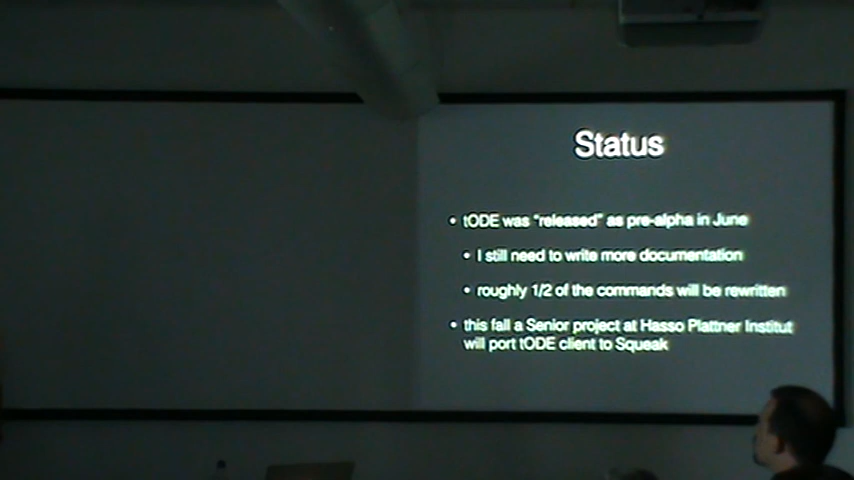 Status
• tODE was "released" as pre-alpha in June
• I still need to write more documentation
• roughly 1/2 of the commands will be rewritten
• this fall a Senior project at Hasso Plattner Institut
will port tODE client to Squeak